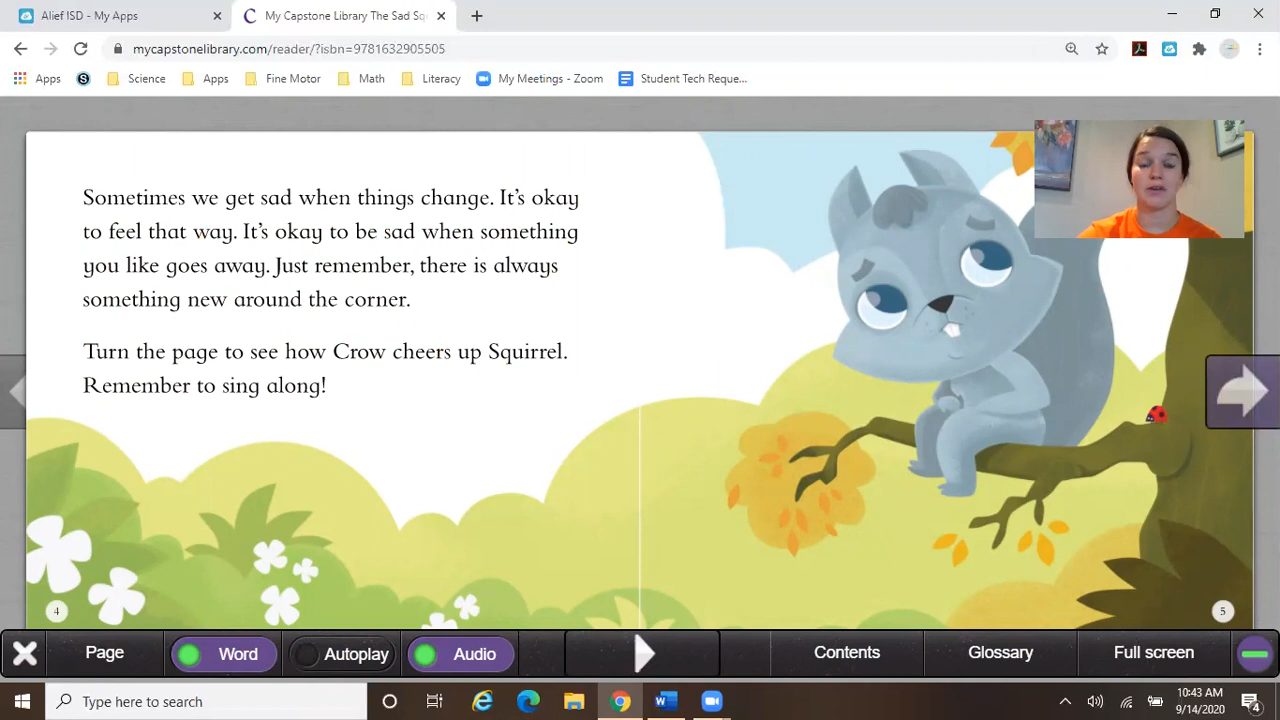 Alief ISD - My Apps
My Capstone Library The Sad Sq
mycapstonelibrary.com/reader/?isbn=9781632905505
Apps Science Apps Fine Motor Math Literacy My Meetings - Zoom Student Tech Reque...
Sometimes we get sad when things change. It's okay
to feel that way. It's okay to be sad when something
you like goes away. Just remember, there is always
something new around the corner.
Turn the page to see how Crow cheers up Squirrel.
Remember to sing along!
4
5
Page Word Autoplay Audio Contents Glossary Full screen
Type here to search
10:43 AM
9/14/2020
4